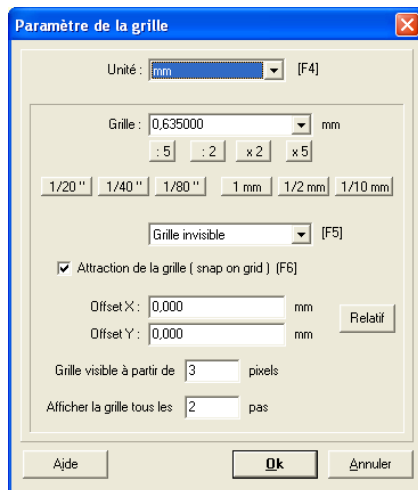 Paramètre de la grille
Unité : mm [F4]
Grille : 0,635000 mm
: 5 : 2 x 2 x 5
1/20 " 1/40 " 1/80 " 1 mm 1/2 mm 1/10 mm
Grille invisible [F5]
Attraction de la grille ( snap on grid ) (F6)
Offset X : 0,000 mm
Offset Y : 0,000 mm
Relatif
Grille visible à partir de 3 pixels
Afficher la grille tous les 2 pas
Aide Ok Annuler